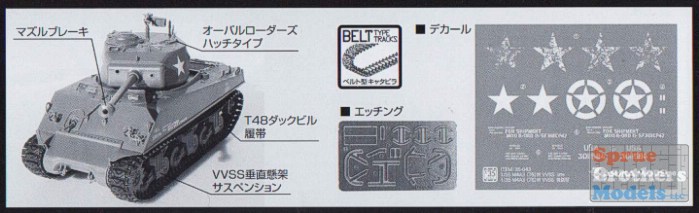 マズルブレーキ
オーバルローダーズ
ハッチタイプ
T48ダックビル
履帯
VVSS垂直懸架
サスペンション
BELT TYPE
TRACKS
ベルト型キャタピラ
■ デカール
■ エッチング
USA
Sprue
Brothers
Models LLC